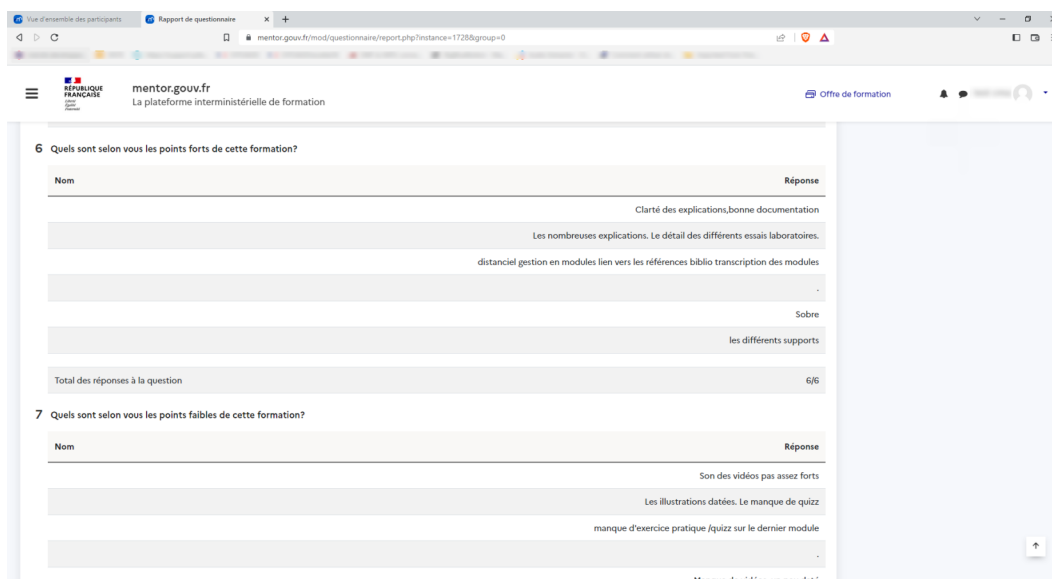 Vue d'ensemble des participants
Rapport de questionnaire
mentor.gouv.fr/mod/questionnaire/report.php?instance=1728&group=0
RÉPUBLIQUE
FRANÇAISE
Liberté
Égalité
Fraternité
mentor.gouv.fr
La plateforme interministérielle de formation
Offre de formation
6 Quels sont selon vous les points forts de cette formation?
Nom Réponse
Clarté des explications,bonne documentation
Les nombreuses explications. Le détail des différents essais laboratoires.
distanciel gestion en modules lien vers les références biblio transcription des modules
.
Sobre
les différents supports
Total des réponses à la question 6/6
7 Quels sont selon vous les points faibles de cette formation?
Nom Réponse
Son des vidéos pas assez forts
Les illustrations datées. Le manque de quizz
manque d'exercice pratique /quizz sur le dernier module
.